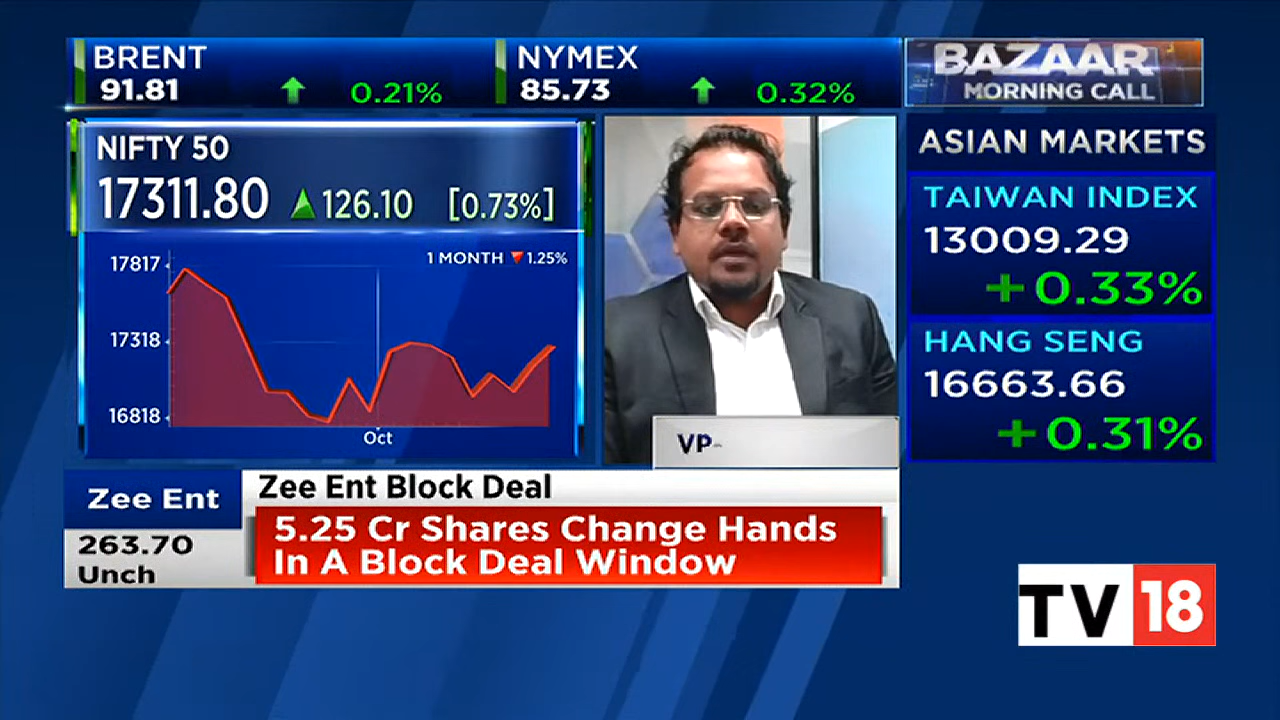 BRENT
91.81 0.21%
NYMEX
85.73 0.32%
BAZAAR
MORNING CALL
NIFTY 50
17311.80 126.10 [0.73%]
1 MONTH 1.25%
17817
17318
16818
Oct
VP
ASIAN MARKETS
TAIWAN INDEX
13009.29
+0.33%
HANG SENG
16663.66
+0.31%
Zee Ent
263.70
Unch
Zee Ent Block Deal
5.25 Cr Shares Change Hands
In A Block Deal Window
TV18